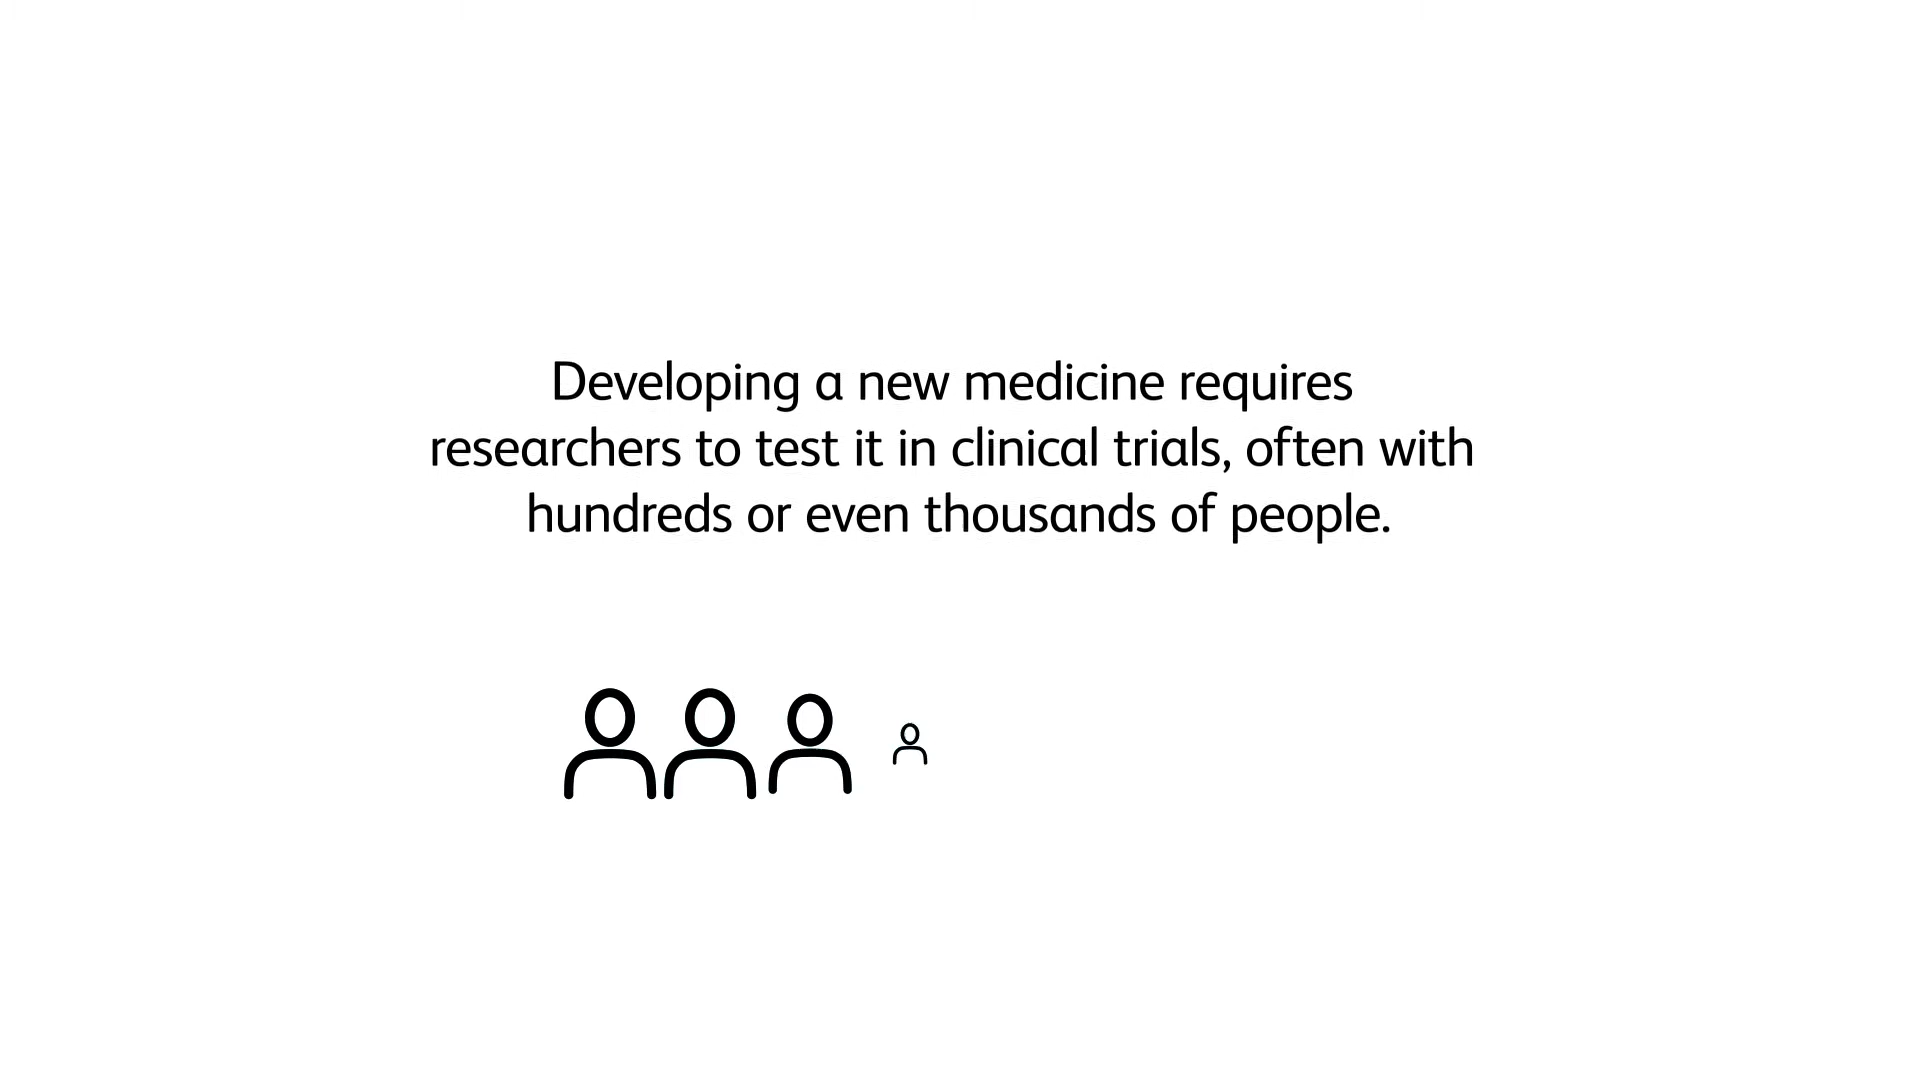 Developing a new medicine requires
researchers to test it in clinical trials, often with
hundreds or even thousands of people.